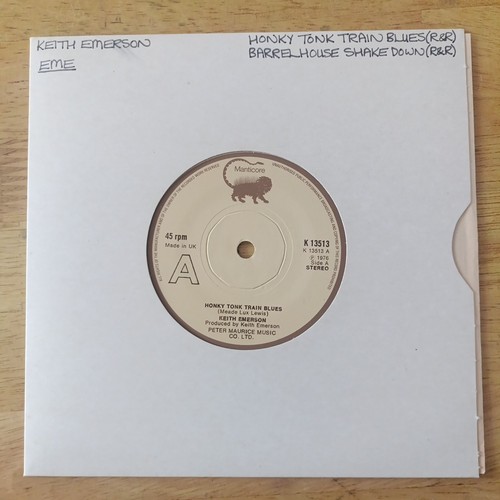 KEITH EMERSON
EME
HONKY TONK TRAIN BLUES(R&R)
BARRELHOUSE SHAKE DOWN (R&R)
Manticore
45 rpm
Made in UK
A
K 13513
K 13513 A
℗ 1976
Side A
STEREO
HONKY TONK TRAIN BLUES
(Meade Lux Lewis)
KEITH EMERSON
Produced by Keith Emerson
PETER MAURICE MUSIC
CO. LTD.